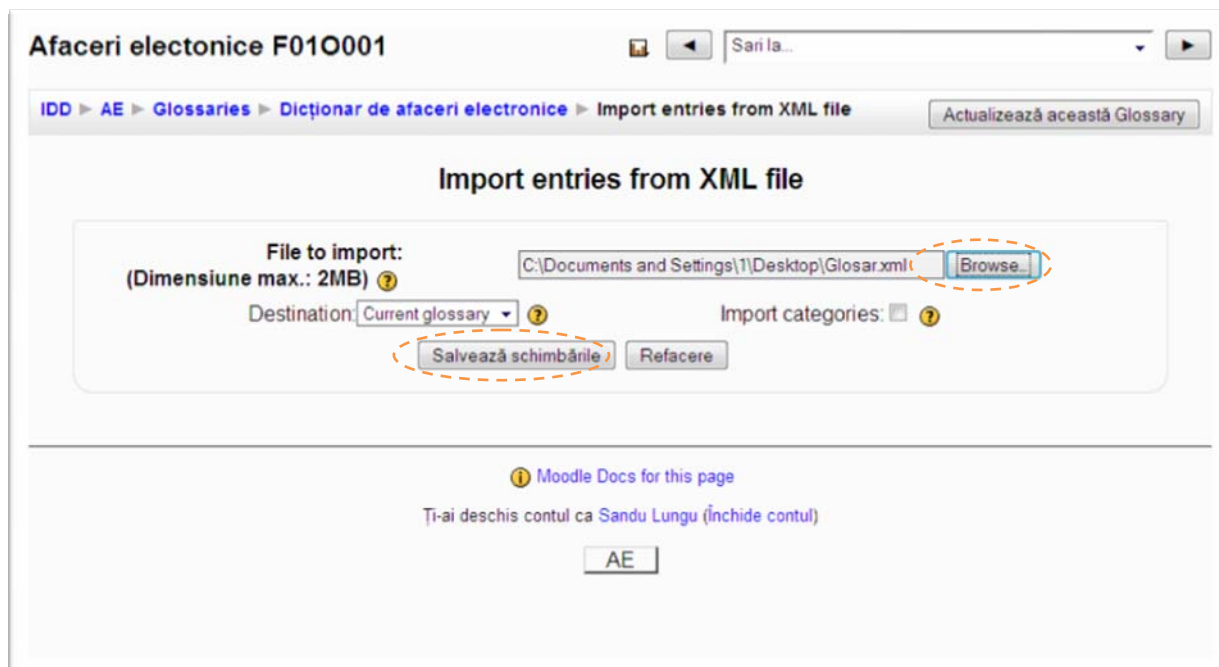 Afaceri electonice F01O001 Sari la...
IDD ► AE ► Glossaries ► Dicţionar de afaceri electronice ► Import entries from XML file Actualizează această Glossary
Import entries from XML file
File to import: C:\Documents and Settings\1\Desktop\Glosar.xml Browse..
(Dimensiune max.: 2MB)
Destination: Current glossary Import categories:
Salvează schimbările Refacere
Moodle Docs for this page
Ţi-ai deschis contul ca Sandu Lungu (Închide contul)
AE